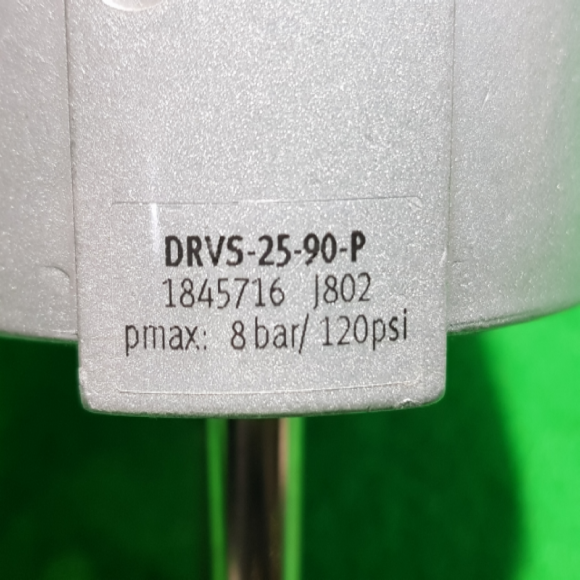 DRVS-25-90-P
1845716 J802
pmax: 8 bar/ 120psi